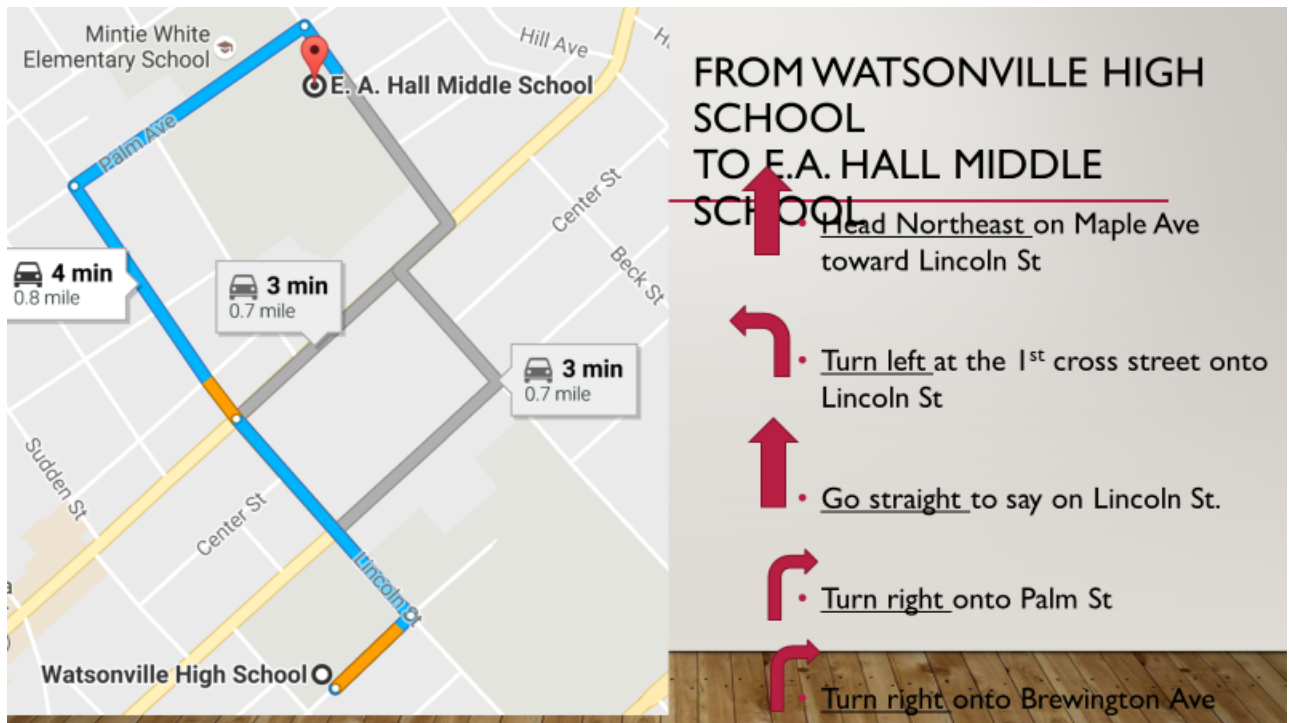 Mintie White
Elementary School
Hill Ave
E. A. Hall Middle School
Palm Ave
Center St
Beck St
4 min
0.8 mile
3 min
0.7 mile
3 min
0.7 mile
Sudden St
Center St
Lincoln St
Watsonville High School
FROM WATSONVILLE HIGH
SCHOOL
TO E.A. HALL MIDDLE
SCHOOL
• Head Northeast on Maple Ave
toward Lincoln St
• Turn left at the 1st cross street onto
Lincoln St
• Go straight to say on Lincoln St.
• Turn right onto Palm St
• Turn right onto Brewington Ave